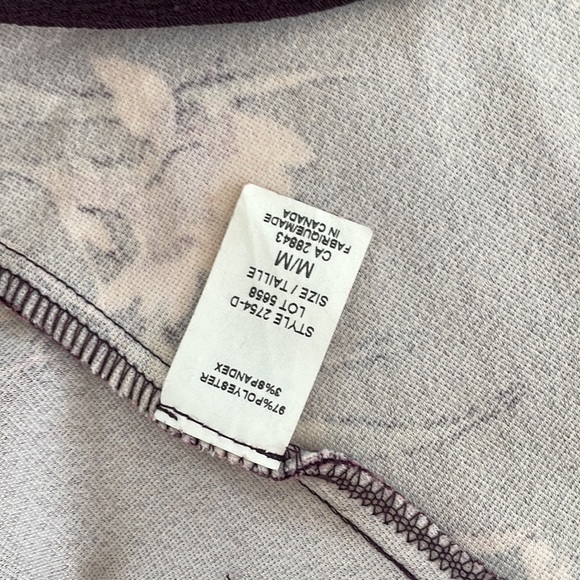 97%POLYESTER
3%SPANDEX
STYLE 2754-D
LOT 5658
SIZE / TAILLE
M/M
CA 28843
FABRIQUE/MADE
IN CANADA